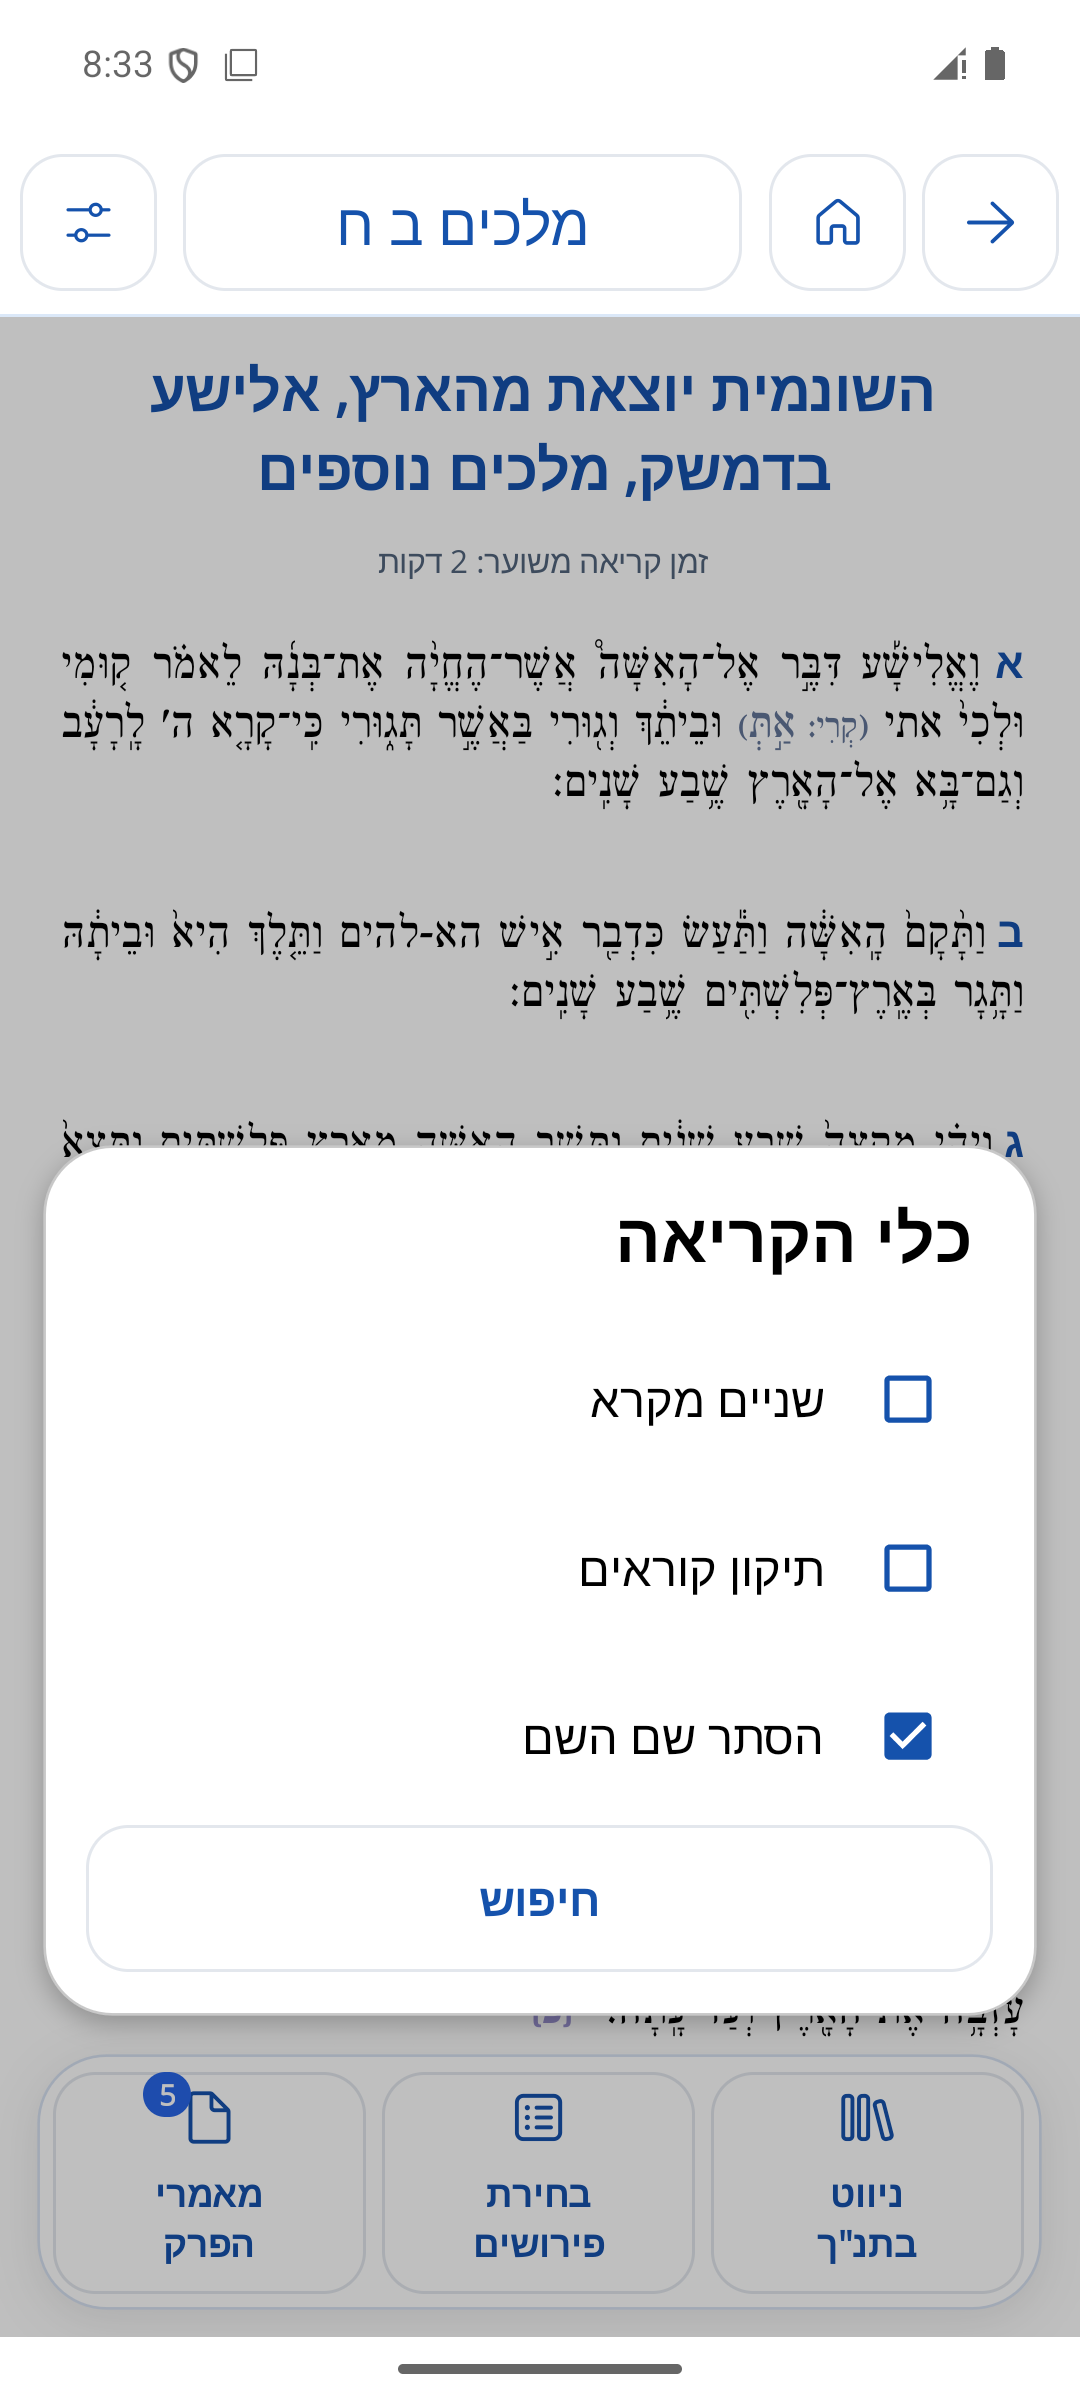 8:33
מלכים ב ח
השונמית יוצאת מהארץ, אלישע
בדמשק, מלכים נוספים
זמן קריאה משוער: 2 דקות
א וֶאֱלִישָׁ֡ע דִּבֶּ֣ר אֶל־הָאִשָּׁה֩ אֲשֶׁר־הֶחֱיָ֨ה אֶת־בְּנָ֜הּ לֵאמֹ֗ר ק֤וּמִי
וּלְכִי֙ אתי (קְרִי: אַ֣תְּ) וּבֵיתֵ֔ךְ וְג֖וּרִי בַּאֲשֶׁ֣ר תָּג֑וּרִי כִּֽי־קָרָ֤א ה' לָֽרָעָ֔ב
וְגַם־בָּ֥א אֶל־הָאָ֖רֶץ שֶׁ֥בַע שָׁנִֽים׃
ב וַתָּ֙קָם֙ הָֽאִשָּׁ֔ה וַתַּ֕עַשׂ כִּדְבַ֖ר אִ֣ישׁ הא-להים וַתֵּ֤לֶךְ הִיא֙ וּבֵיתָ֔הּ
וַתָּ֥גָר בְּאֶֽרֶץ־פְּלִשְׁתִּ֖ים שֶׁ֥בַע שָׁנִֽים׃
ג
כלי הקריאה
שניים מקרא
תיקון קוראים
הסתר שם השם
חיפוש
ניווט
בתנ"ך
בחירת
פירושים
5
מאמרי
הפרק